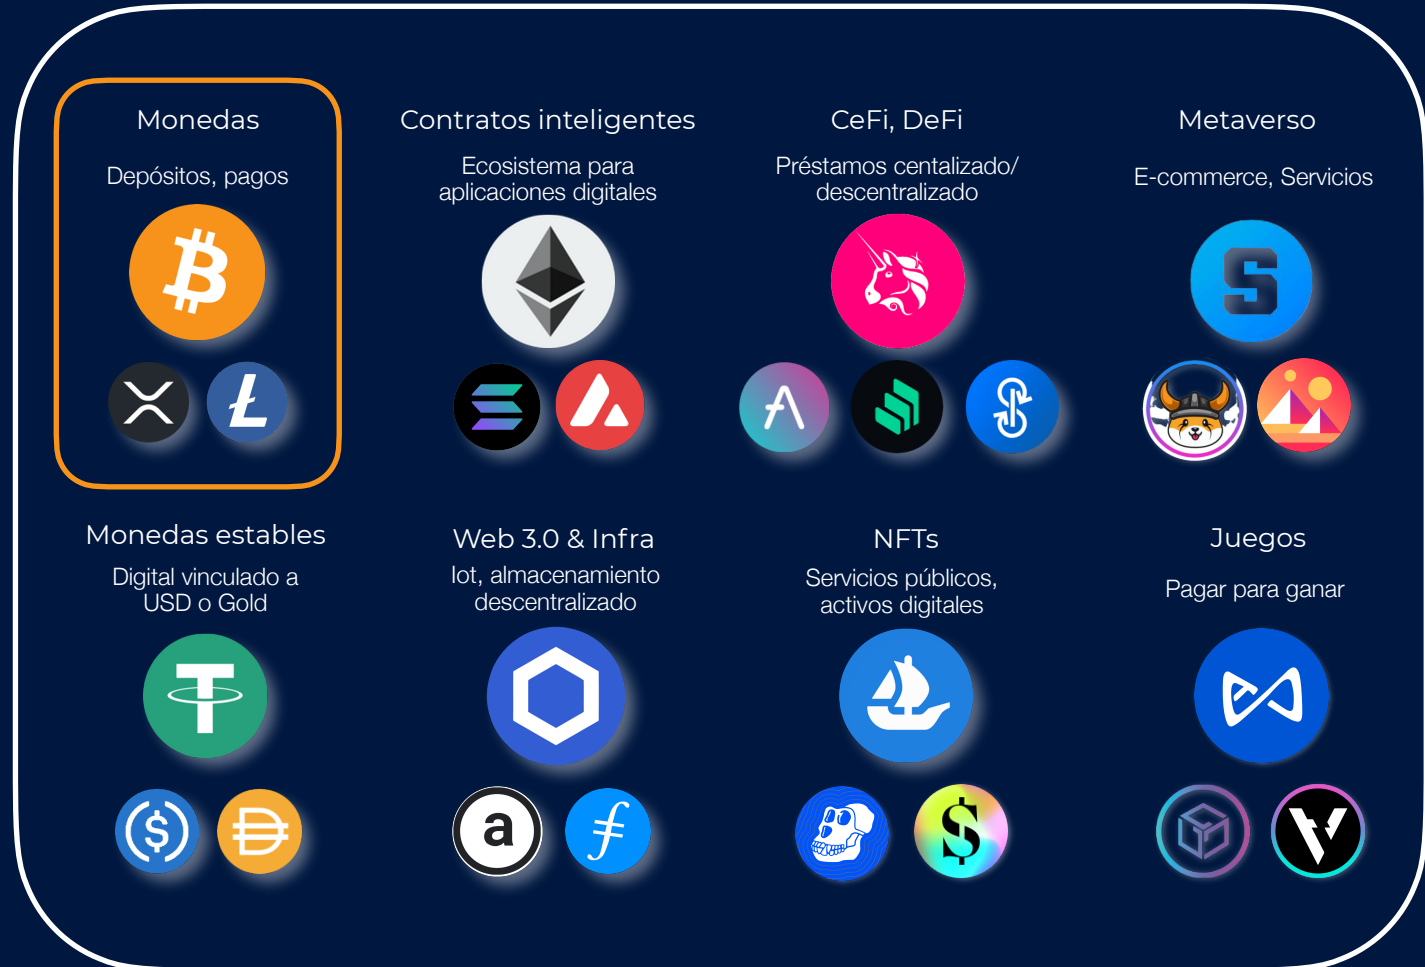 Monedas
Depósitos, pagos
Contratos inteligentes
Ecosistema para
aplicaciones digitales
CeFi, DeFi
Préstamos centalizado/
descentralizado
Metaverso
E-commerce, Servicios
Monedas estables
Digital vinculado a
USD o Gold
Web 3.0 & Infra
Iot, almacenamiento
descentralizado
a
NFTs
Servicios públicos,
activos digitales
Juegos
Pagar para ganar